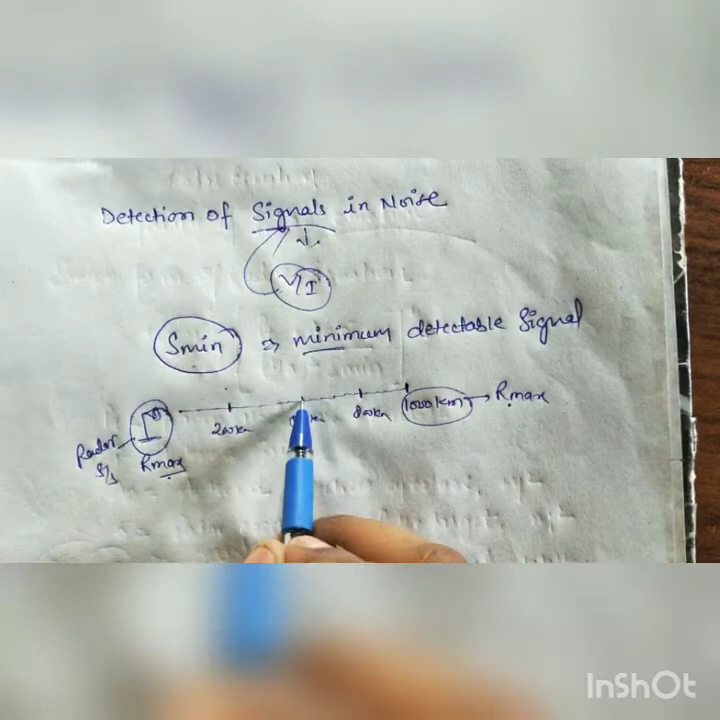 Detection of Signals in Noise
V/I
Smin ⇒ minimum detectable signal
200km 800km 1000km → Rmax
Radar S/s Rmax
InShOt